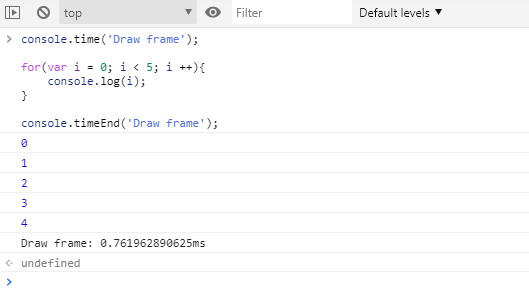 top Filter Default levels
console.time('Draw frame');
for(var i = 0; i < 5; i ++){
    console.log(i);
}
console.timeEnd('Draw frame');
0
1
2
3
4
Draw frame: 0.761962890625ms
undefined